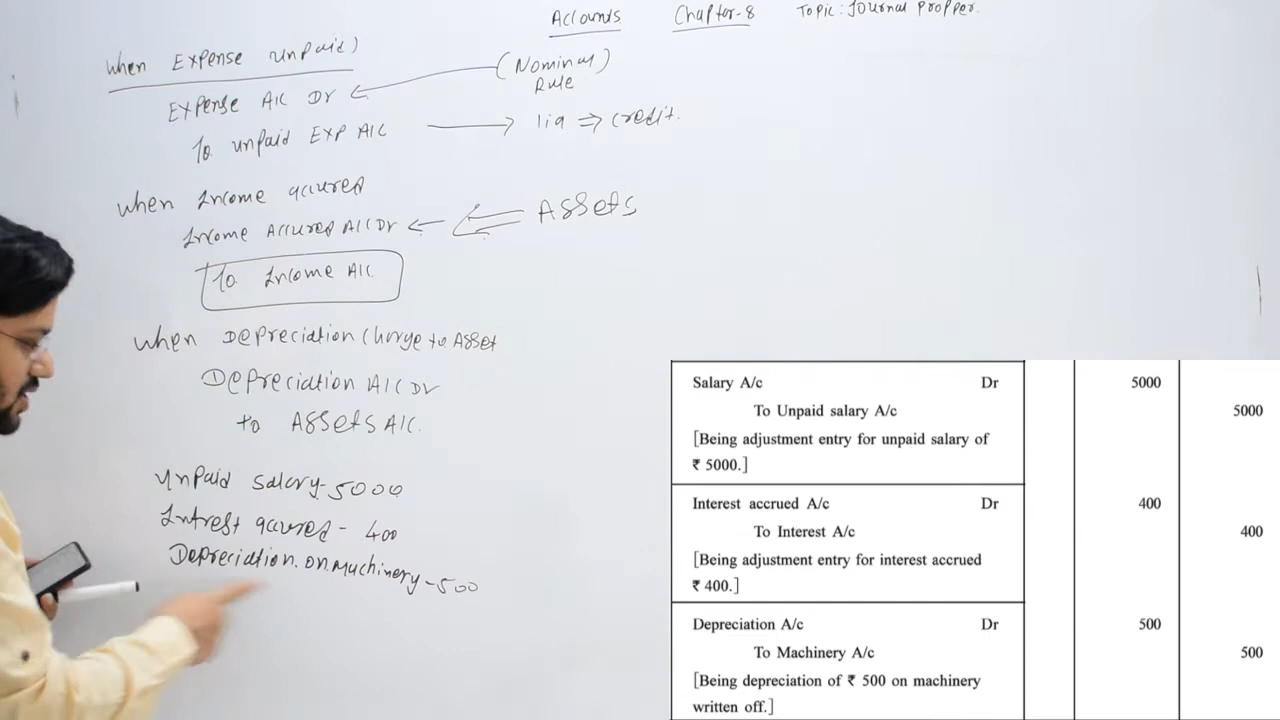 Accounts Chapter-8 Topic: Journal Propper.
When Expense Unpaid)
(Nominal)
Rule
Expense A/C Dr
To unpaid Exp A/C
lia ⇒ credit.
When Income accured
Income Accured A/C Dr
Assets
To Income A/C
When Depreciation Charge to Asset
Depreciation A/C Dr
to Assets A/C.
Unpaid Salary-5000
Intrest accured - 400
Depreciation. on Machinery-500
Salary A/c Dr 5000
To Unpaid salary A/c 5000
[Being adjustment entry for unpaid salary of
₹ 5000.]
Interest accrued A/c Dr 400
To Interest A/c 400
[Being adjustment entry for interest accrued
₹ 400.]
Depreciation A/c Dr 500
To Machinery A/c 500
[Being depreciation of ₹ 500 on machinery
written off.]